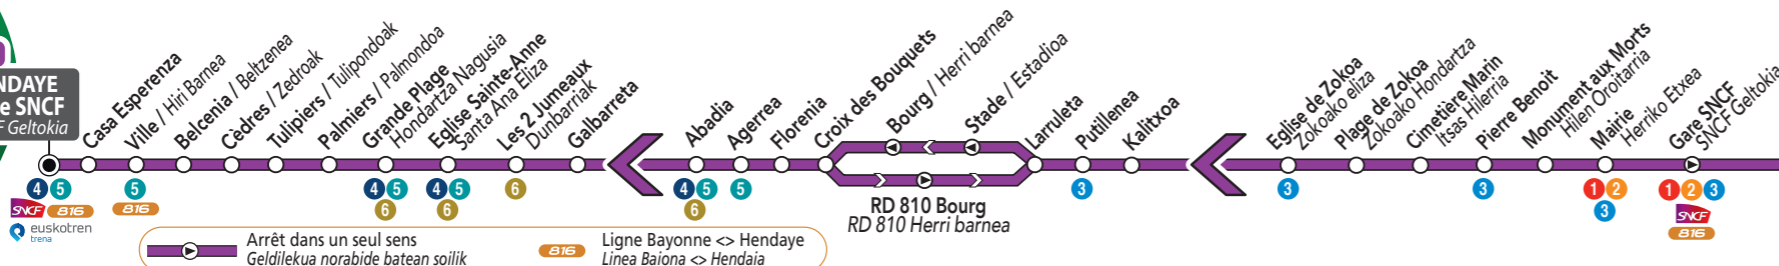 NDAYE
e SNCF
F Geltokia
Casa Esperenza
Ville / Hiri Barnea
Belcenia / Beltzenea
Cèdres / Zedroak
Tulipiers / Tulipondoak
Palmiers / Palmondoa
Grande Plage
Hondartza Nagusia
Eglise Sainte-Anne
Santa Ana Eliza
Les 2 Jumeaux
Dunbarriak
Galbarreta
Abadia
Agerrea
Florenia
Croix des Bouquets
Bourg / Herri barnea
Stade / Estadioa
Larruleta
Putillenea
Kalitxoa
Eglise de Zokoa
Zokoako eliza
Plage de Zokoa
Zokoako Hondartza
Cimetière Marin
Itsas Hilerria
Pierre Benoit
Monument aux Morts
Hilen Oroitarria
Mairie
Herriko Etxea
Gare SNCF
SNCF Geltokia
4 5
5
4 5
4 5
6
4 5
5
3
3
3
1 2
1 2 3
SNCF 816
816
6
6
6
3
SNCF
816
euskotren
trena
RD 810 Bourg
RD 810 Herri barnea
Arrêt dans un seul sens
Geldilekua norabide batean soilik
816
Ligne Bayonne <> Hendaye
Linea Baiona <> Hendaia